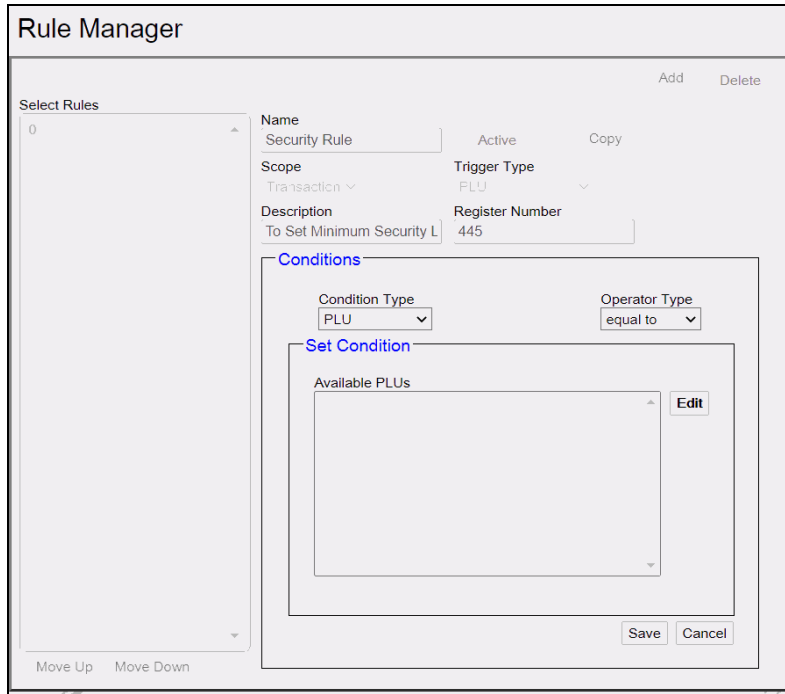 Rule Manager
Add Delete
Select Rules
0
Name
Security Rule Active Copy
Scope Trigger Type
Transaction PLU
Description Register Number
To Set Minimum Security L 445
Conditions
Condition Type Operator Type
PLU equal to
Set Condition
Available PLUs
Edit
Save Cancel
Move Up Move Down